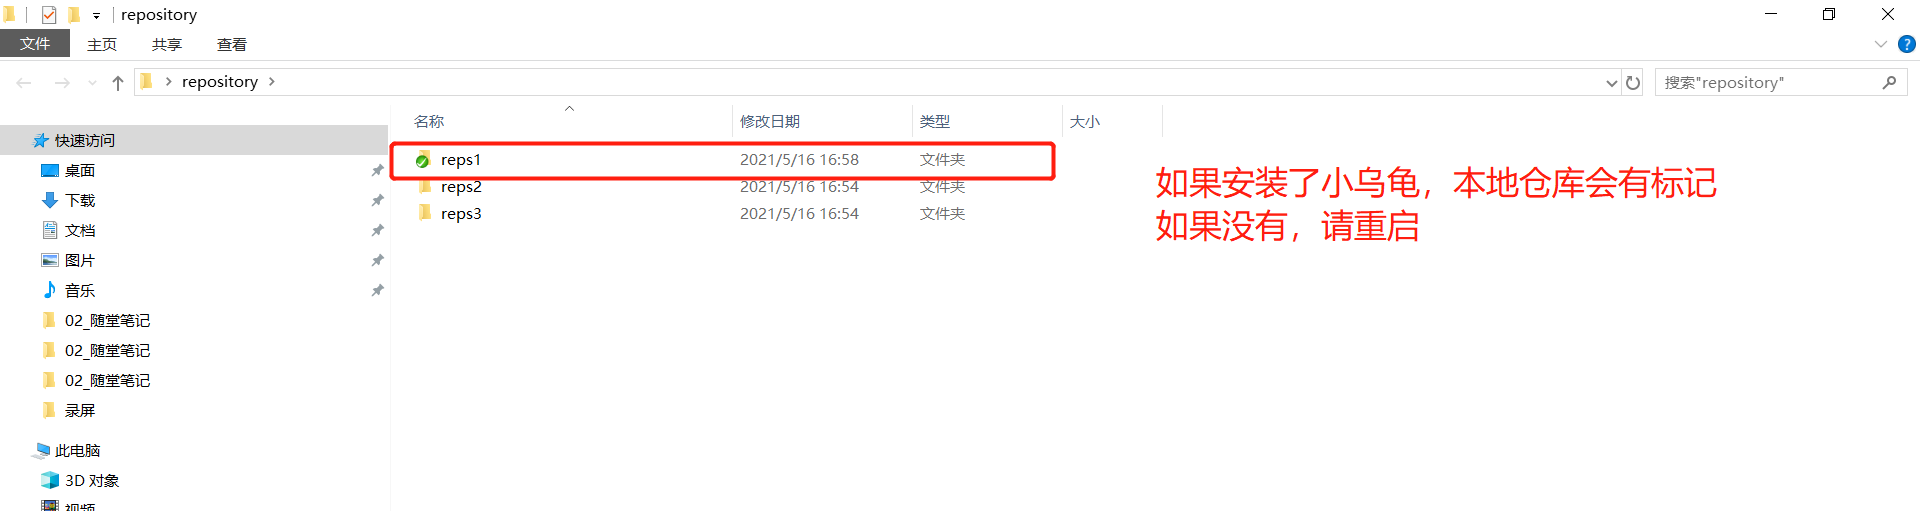 repository
文件 主页 共享 查看
repository
搜索"repository"
名称 修改日期 类型 大小
快速访问
桌面
下载
文档
图片
音乐
02_随堂笔记
02_随堂笔记
02_随堂笔记
录屏
此电脑
3D 对象
视频
reps1 2021/5/16 16:58 文件夹
reps2 2021/5/16 16:54 文件夹
reps3 2021/5/16 16:54 文件夹
如果安装了小乌龟，本地仓库会有标记
如果没有，请重启